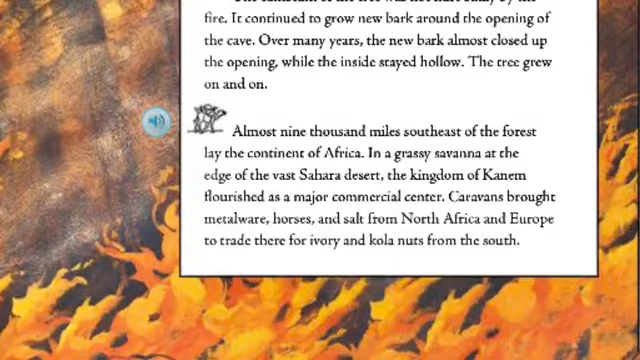 fire. It continued to grow new bark around the opening of
the cave. Over many years, the new bark almost closed up
the opening, while the inside stayed hollow. The tree grew
on and on.
Almost nine thousand miles southeast of the forest
lay the continent of Africa. In a grassy savanna at the
edge of the vast Sahara desert, the kingdom of Kanem
flourished as a major commercial center. Caravans brought
metalware, horses, and salt from North Africa and Europe
to trade there for ivory and kola nuts from the south.